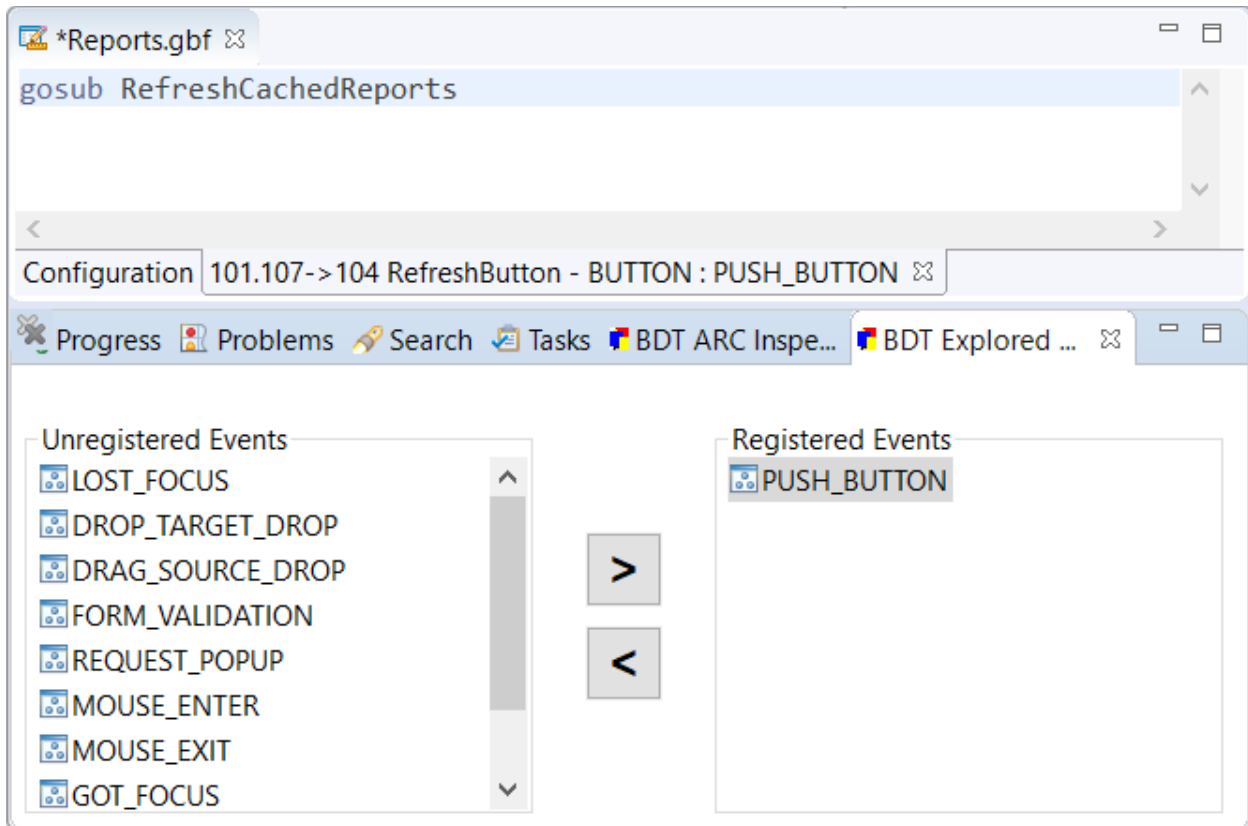 *Reports.gbf
gosub RefreshCachedReports
Configuration 101.107->104 RefreshButton - BUTTON : PUSH_BUTTON
Progress Problems Search Tasks BDT ARC Inspe... BDT Explored ...
Unregistered Events
LOST_FOCUS
DROP_TARGET_DROP
DRAG_SOURCE_DROP
FORM_VALIDATION
REQUEST_POPUP
MOUSE_ENTER
MOUSE_EXIT
GOT_FOCUS
>
<
Registered Events
PUSH_BUTTON